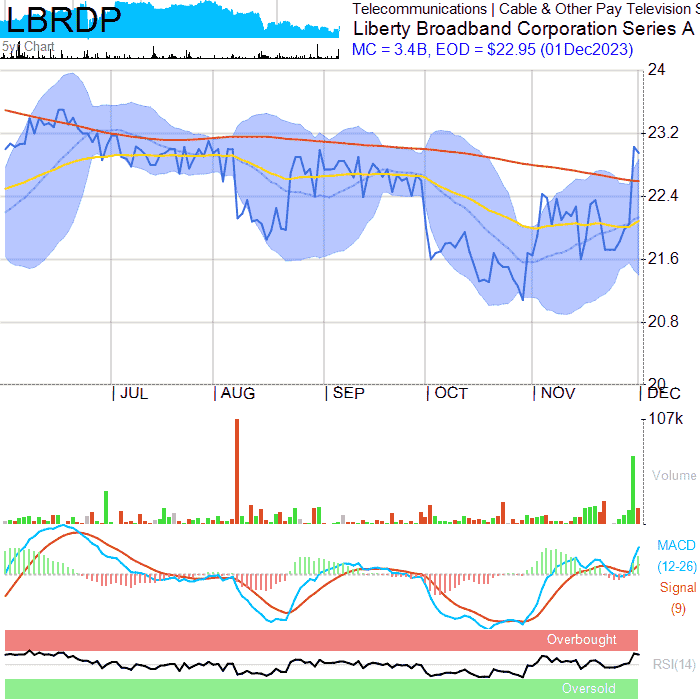 LBRDP
5yr Chart
Telecommunications | Cable & Other Pay Television S
Liberty Broadband Corporation Series A
MC = 3.4B, EOD = $22.95 (01Dec2023)
24
23.2
22.4
21.6
20.8
20
JUL
AUG
SEP
OCT
NOV
DEC
107k
Volume
MACD
(12-26)
Signal
(9)
Overbought
RSI(14)
Oversold